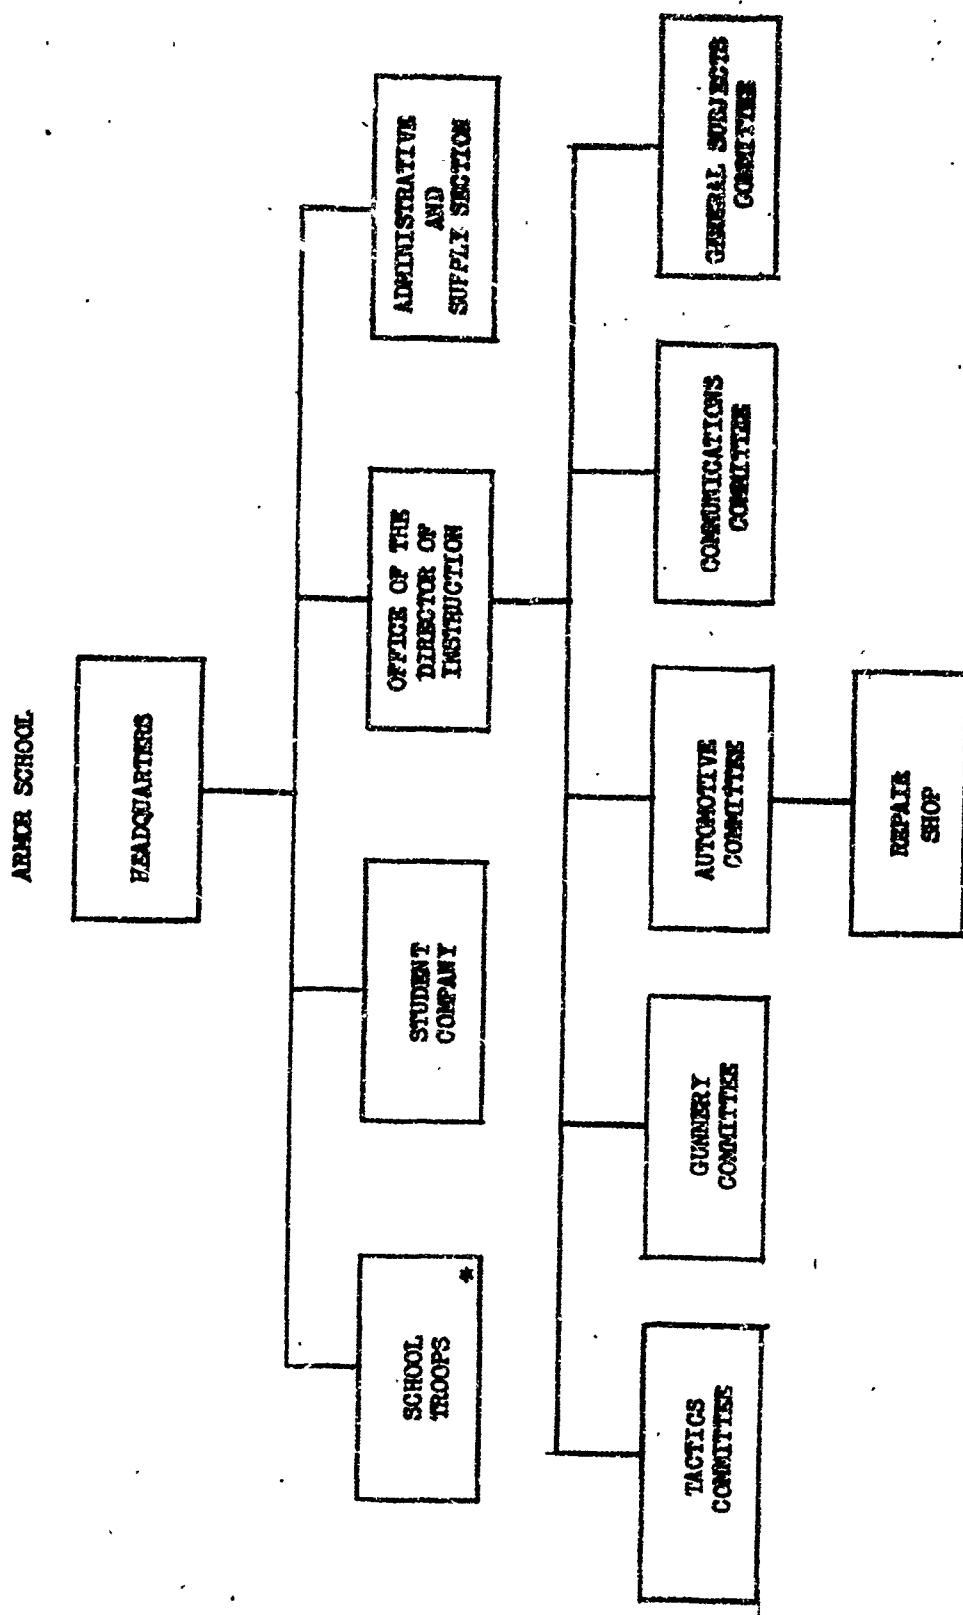 ARMOR SCHOOL
HEADQUARTERS
SCHOOL
TROOPS
*
STUDENT
COMPANY
OFFICE OF THE
DIRECTOR OF
INSTRUCTION
ADMINISTRATIVE
AND
SUPPLY SECTION
TACTICS
COMMITTEE
GUNNERY
COMMITTEE
AUTOMOTIVE
COMMITTEE
COMMUNICATIONS
COMMITTEE
GENERAL SUBJECTS
COMMITTEE
REPAIR
SHOP